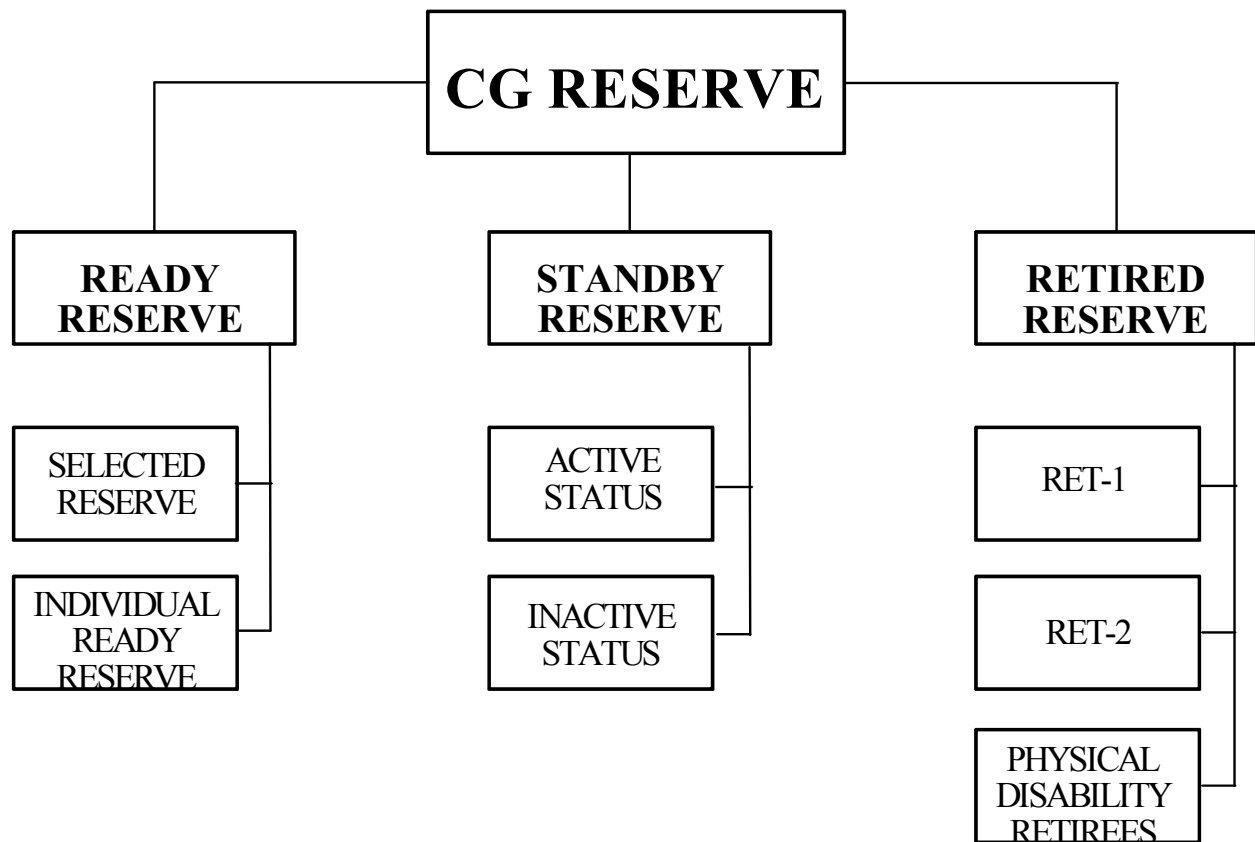 CG RESERVE
READY
RESERVE
STANDBY
RESERVE
RETIRED
RESERVE
SELECTED
RESERVE
ACTIVE
STATUS
RET-1
INDIVIDUAL
READY
RESERVE
INACTIVE
STATUS
RET-2
PHYSICAL
DISABILITY
RETIREES